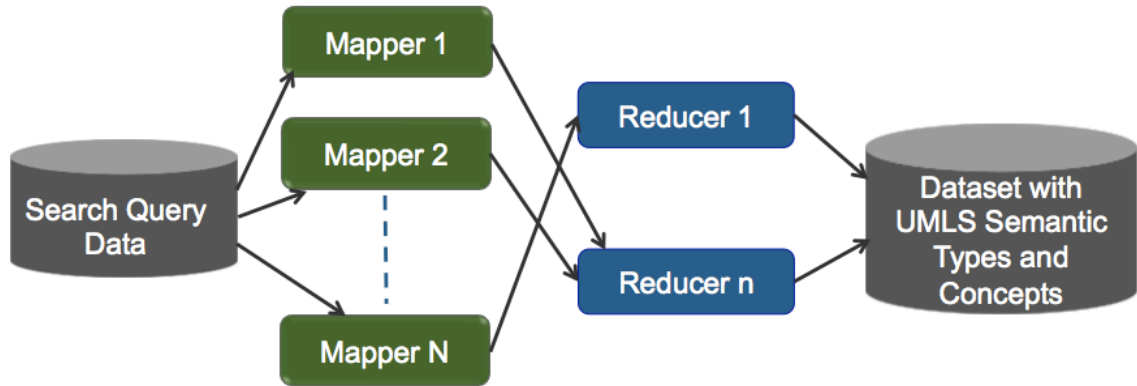 Search Query
Data
Mapper 1
Mapper 2
Mapper N
Reducer 1
Reducer n
Dataset with
UMLS Semantic
Types and
Concepts